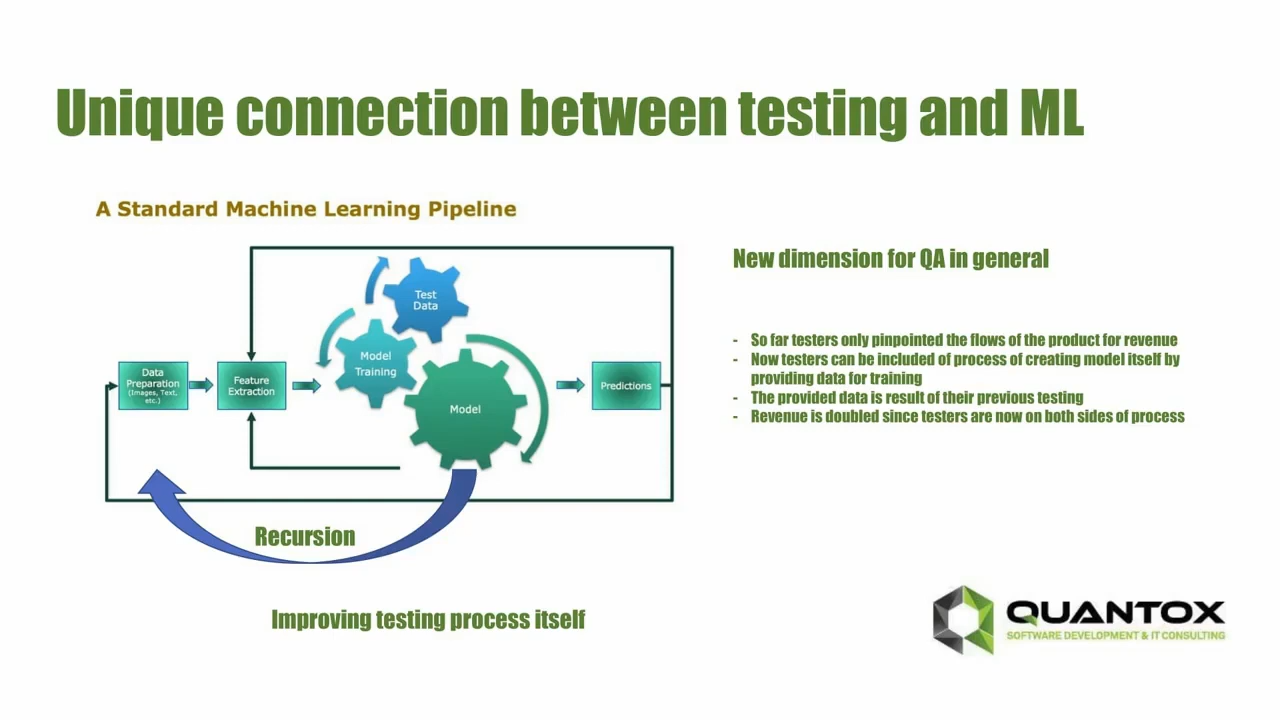 Unique connection between testing and ML
A Standard Machine Learning Pipeline
Data
Preparation
(Images, Text,
etc.)
Feature
Extraction
Test
Data
Model
Training
Model
Predictions
Recursion
Improving testing process itself
New dimension for QA in general
- So far testers only pinpointed the flows of the product for revenue
- Now testers can be included of process of creating model itself by
providing data for training
- The provided data is result of their previous testing
- Revenue is doubled since testers are now on both sides of process
QUANTOX
SOFTWARE DEVELOPMENT & IT CONSULTING